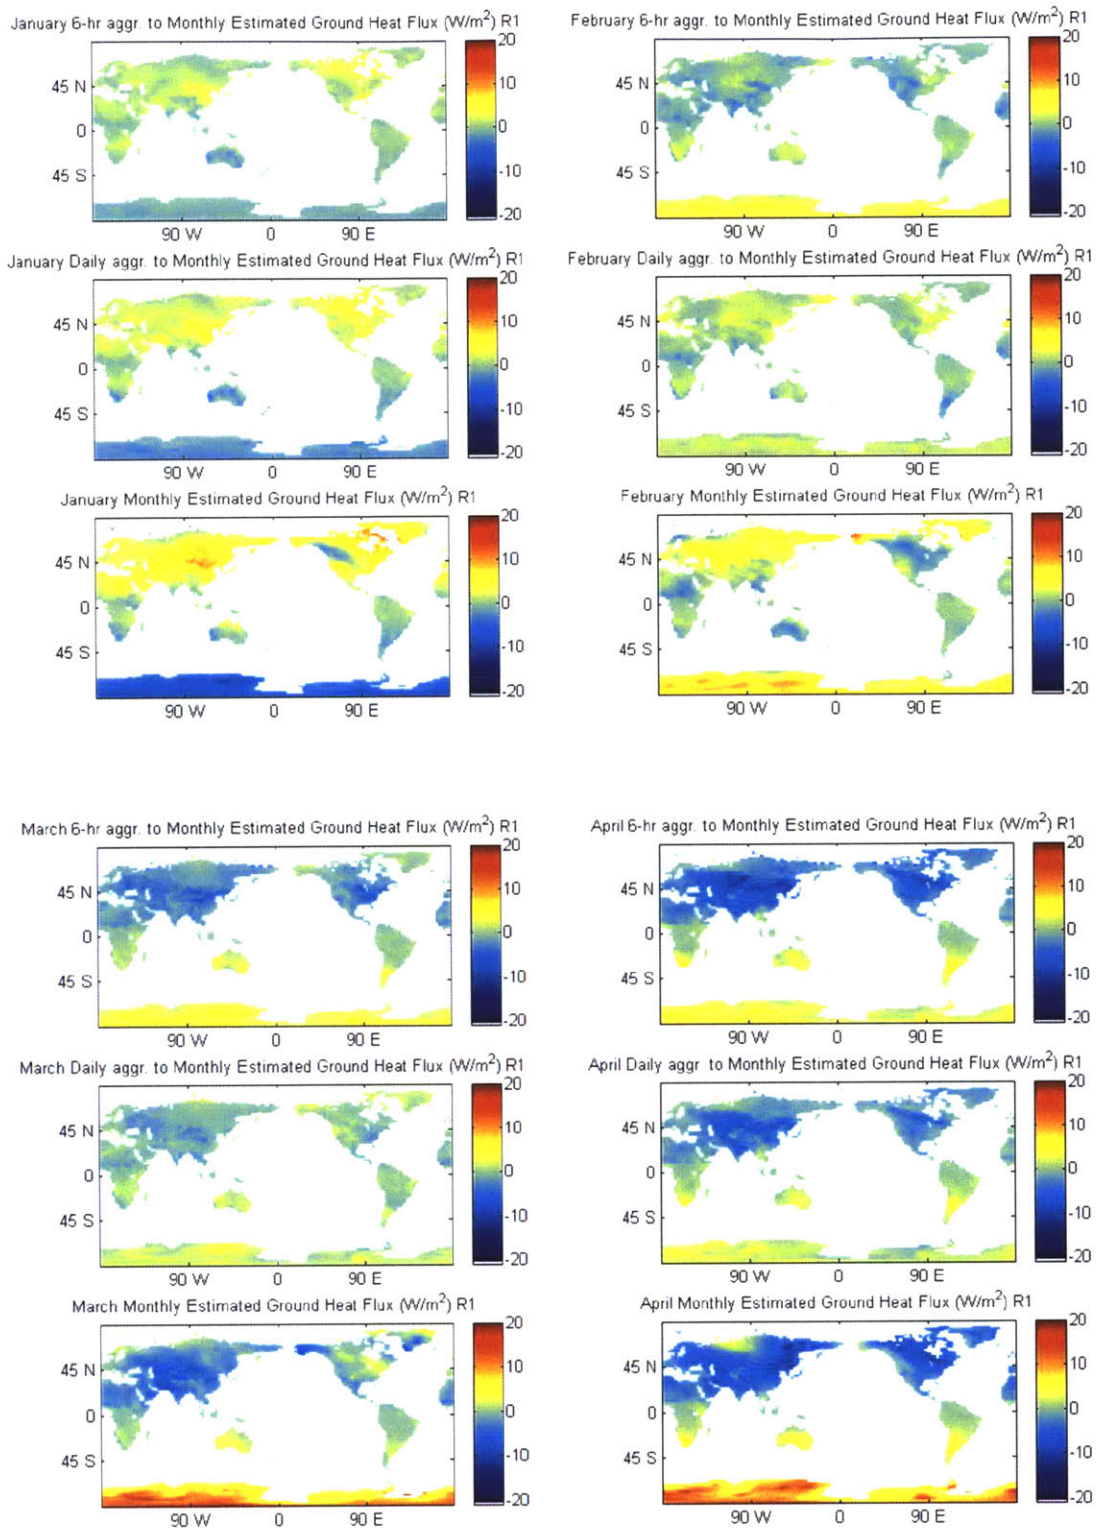 January 6-hr aggr. to Monthly Estimated Ground Heat Flux (W/m²) R1
20
10
0
-10
-20
45 N
0
45 S
90 W 0 90 E
February 6-hr aggr. to Monthly Estimated Ground Heat Flux (W/m²) R1
20
10
0
-10
-20
45 N
0
45 S
90 W 0 90 E
January Daily aggr. to Monthly Estimated Ground Heat Flux (W/m²) R1
20
10
0
-10
-20
45 N
0
45 S
90 W 0 90 E
February Daily aggr. to Monthly Estimated Ground Heat Flux (W/m²) R1
20
10
0
-10
-20
45 N
0
45 S
90 W 0 90 E
January Monthly Estimated Ground Heat Flux (W/m²) R1
20
10
0
-10
-20
45 N
0
45 S
90 W 0 90 E
February Monthly Estimated Ground Heat Flux (W/m²) R1
20
10
0
-10
-20
45 N
0
45 S
90 W 0 90 E
March 6-hr aggr. to Monthly Estimated Ground Heat Flux (W/m²) R1
20
10
0
-10
-20
45 N
0
45 S
90 W 0 90 E
April 6-hr aggr. to Monthly Estimated Ground Heat Flux (W/m²) R1
20
10
0
-10
-20
45 N
0
45 S
90 W 0 90 E
March Daily aggr. to Monthly Estimated Ground Heat Flux (W/m²) R1
20
10
0
-10
-20
45 N
0
45 S
90 W 0 90 E
April Daily aggr to Monthly Estimated Ground Heat Flux (W/m²) R1
20
10
0
-10
-20
45 N
0
45 S
90 W 0 90 E
March Monthly Estimated Ground Heat Flux (W/m²) R1
20
10
0
-10
-20
45 N
0
45 S
90 W 0 90 E
April Monthly Estimated Ground Heat Flux (W/m²) R1
20
10
0
-10
-20
45 N
0
45 S
90 W 0 90 E